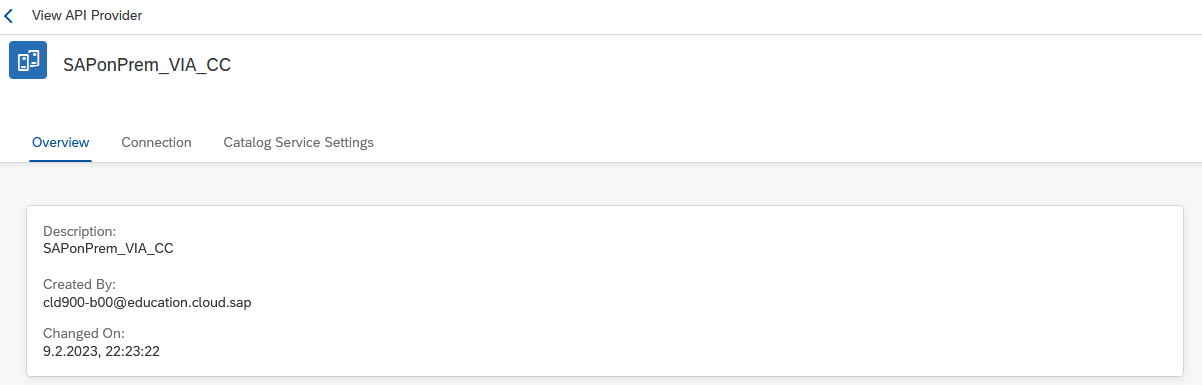 View API Provider
SAPonPrem_VIA_CC
Overview Connection Catalog Service Settings
Description:
SAPonPrem_VIA_CC
Created By:
cld900-b00@education.cloud.sap
Changed On:
9.2.2023, 22:23:22